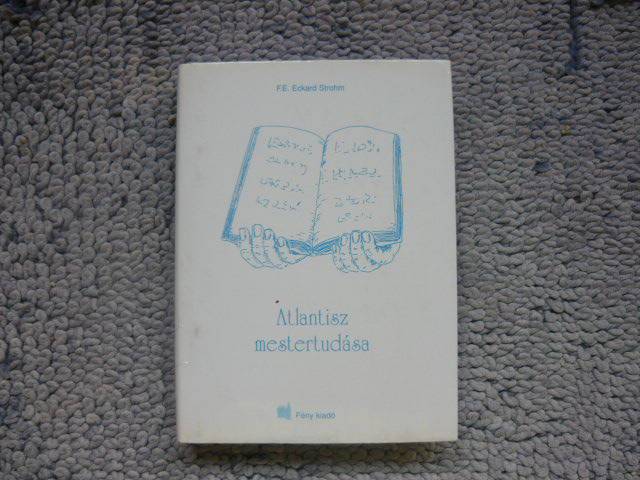 F.E. Eckard Strohm
Atlantisz
mestertudása
Fény kiadó